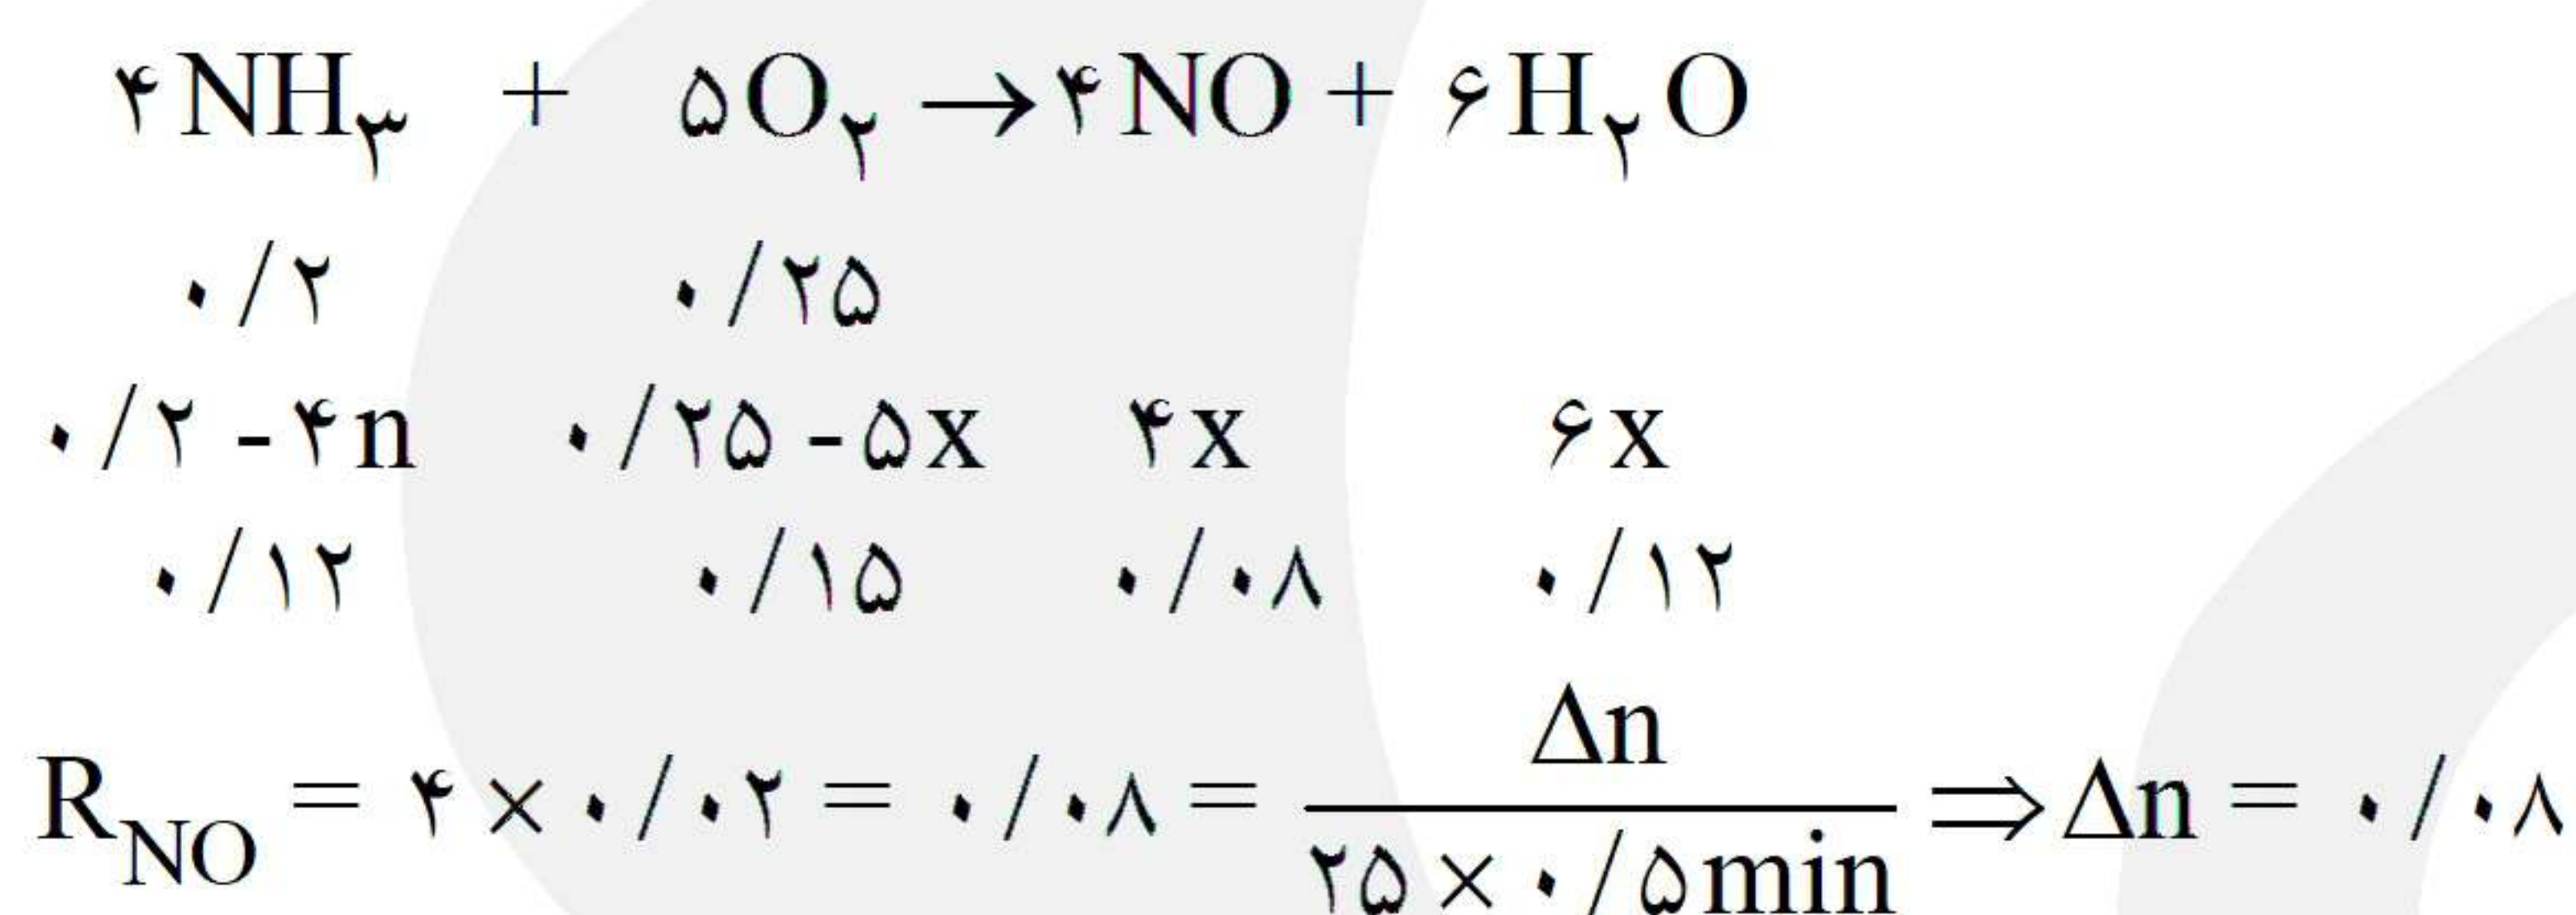 ۴NH۳ + ۵O۲ → ۴NO + ۶H۲O
۰/۲ ۰/۲۵
۰/۲ - ۴n ۰/۲۵ - ۵x ۴x ۶x
۰/۱۲ ۰/۱۵ ۰/۰۸ ۰/۱۲
R_NO = ۴ × ۰/۰۲ = ۰/۰۸ = Δn / ۲۵ × ۰/۵min ⇒ Δn = ۰/۰۸